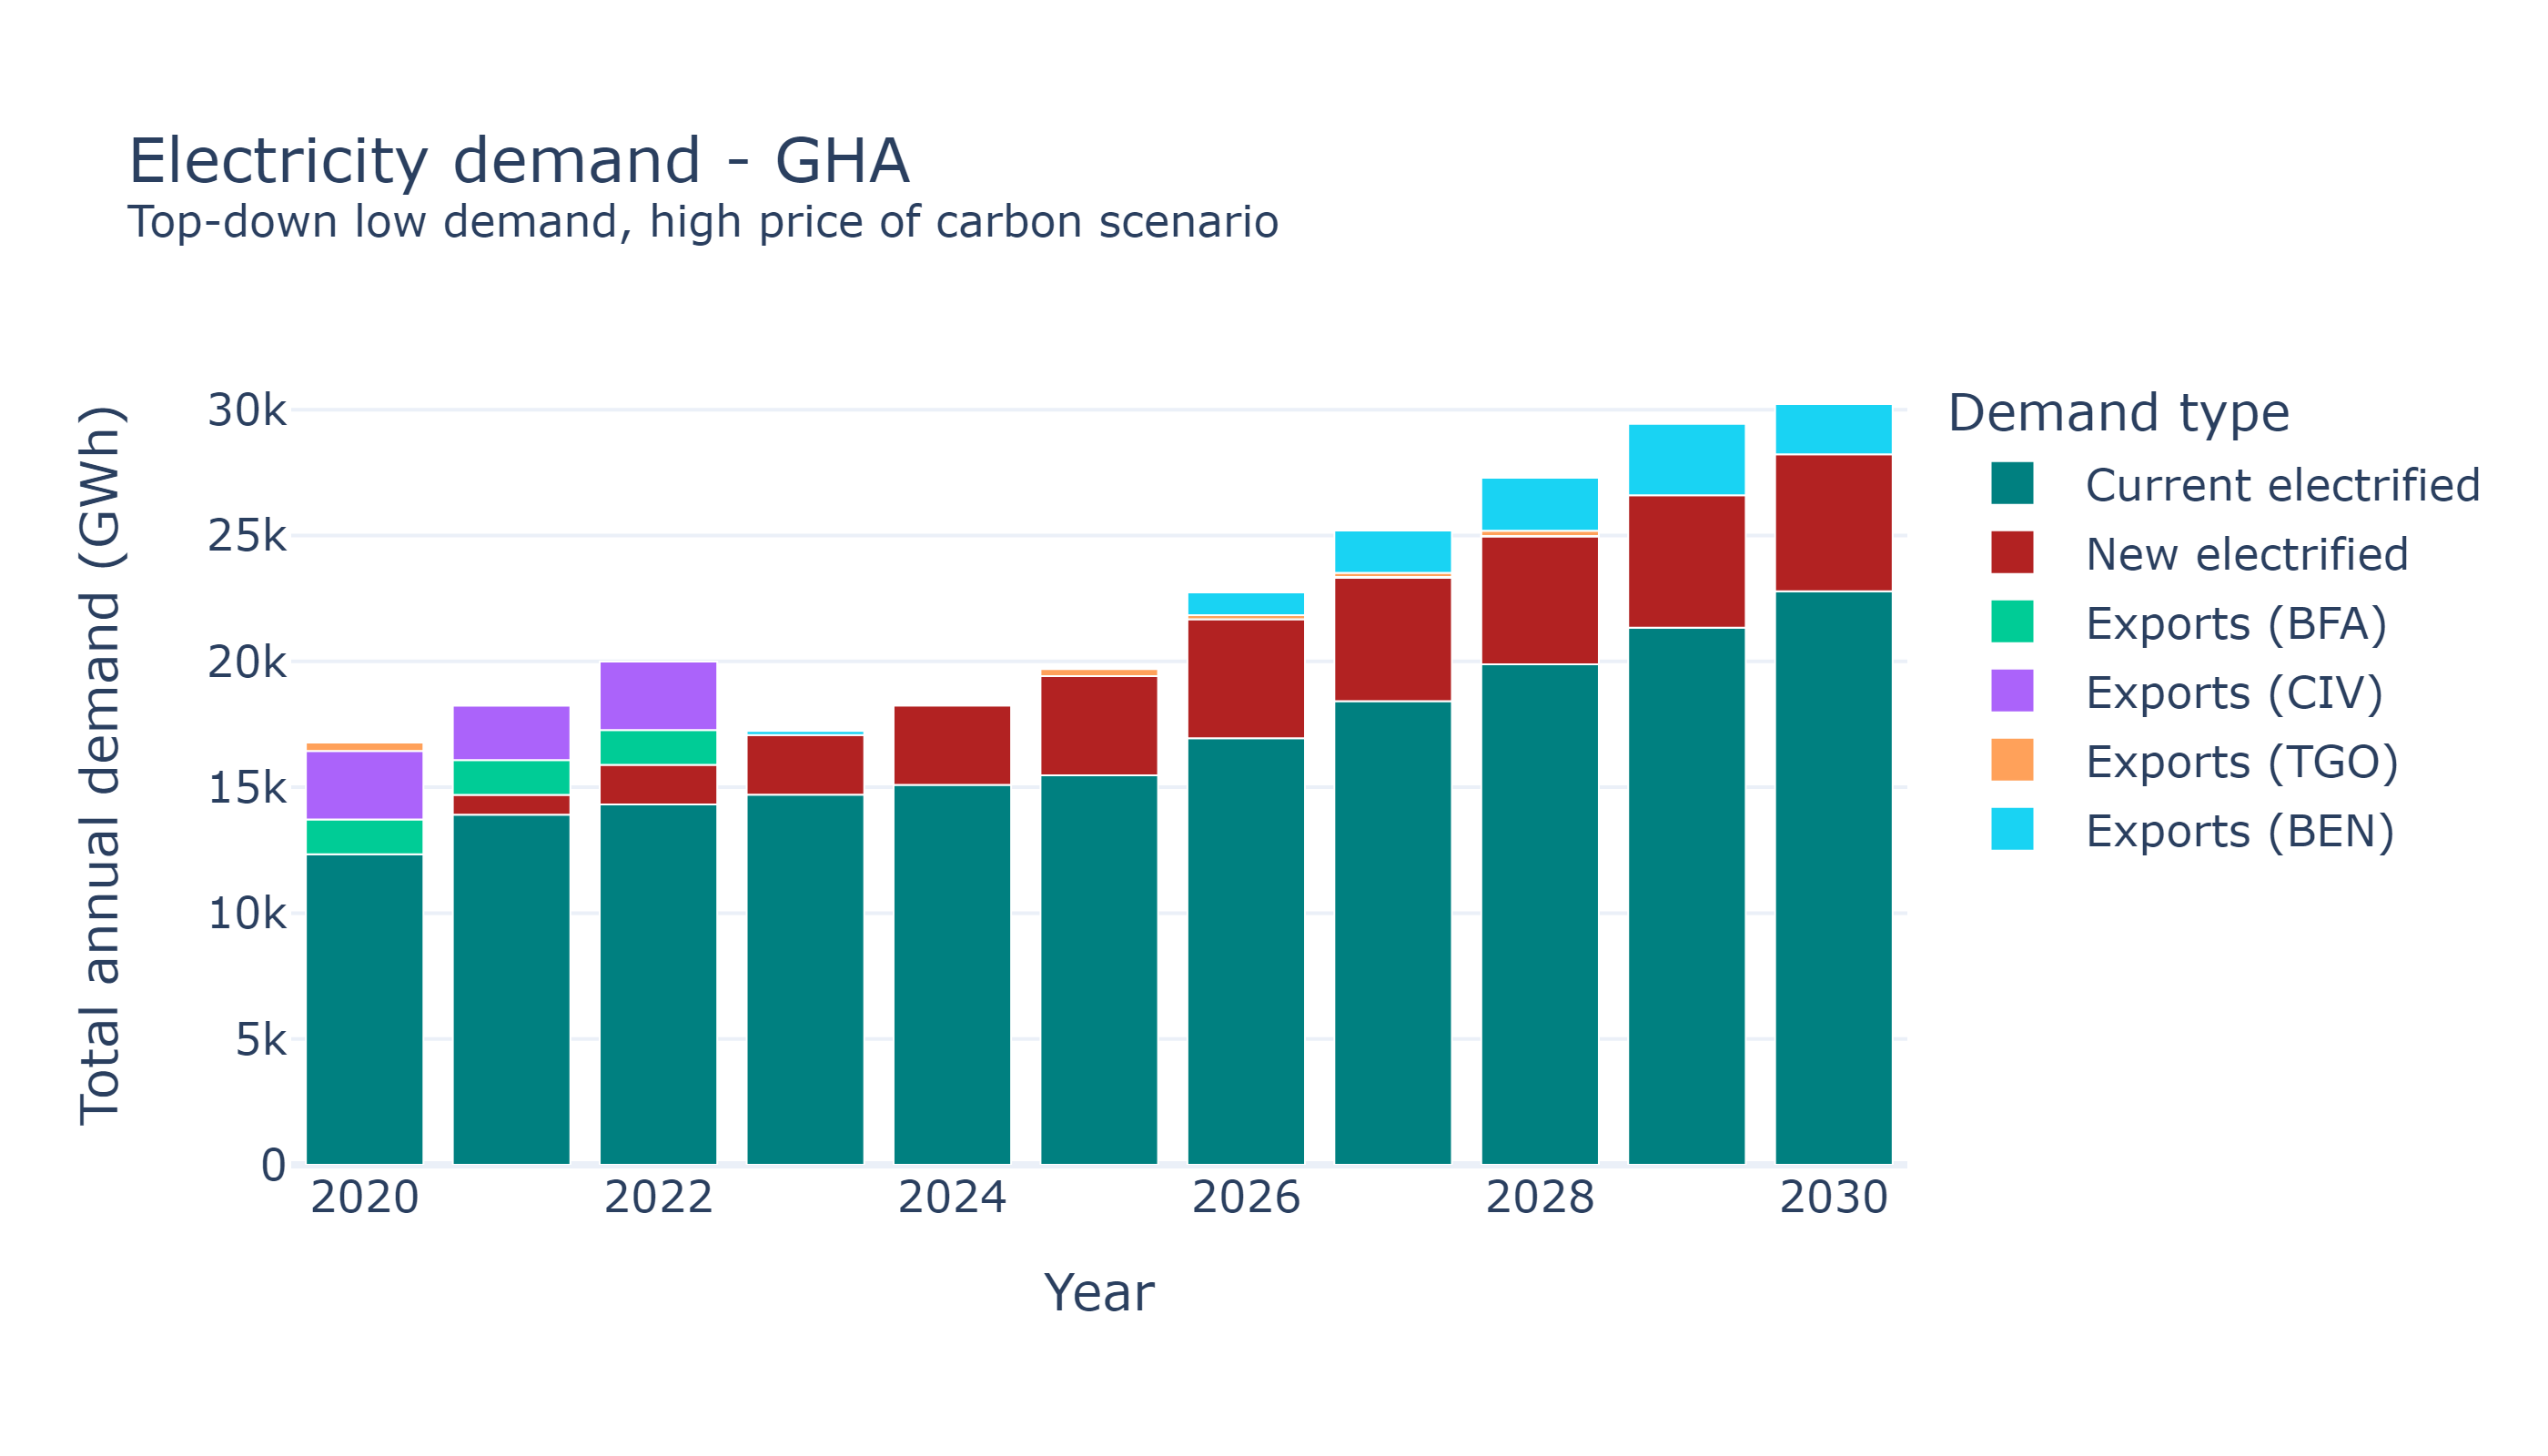 Electricity demand - GHA
Top-down low demand, high price of carbon scenario
Total annual demand (GWh)
30k
25k
20k
15k
10k
5k
0
2020
2022
2024
2026
2028
2030
Year
Demand type
Current electrified
New electrified
Exports (BFA)
Exports (CIV)
Exports (TGO)
Exports (BEN)